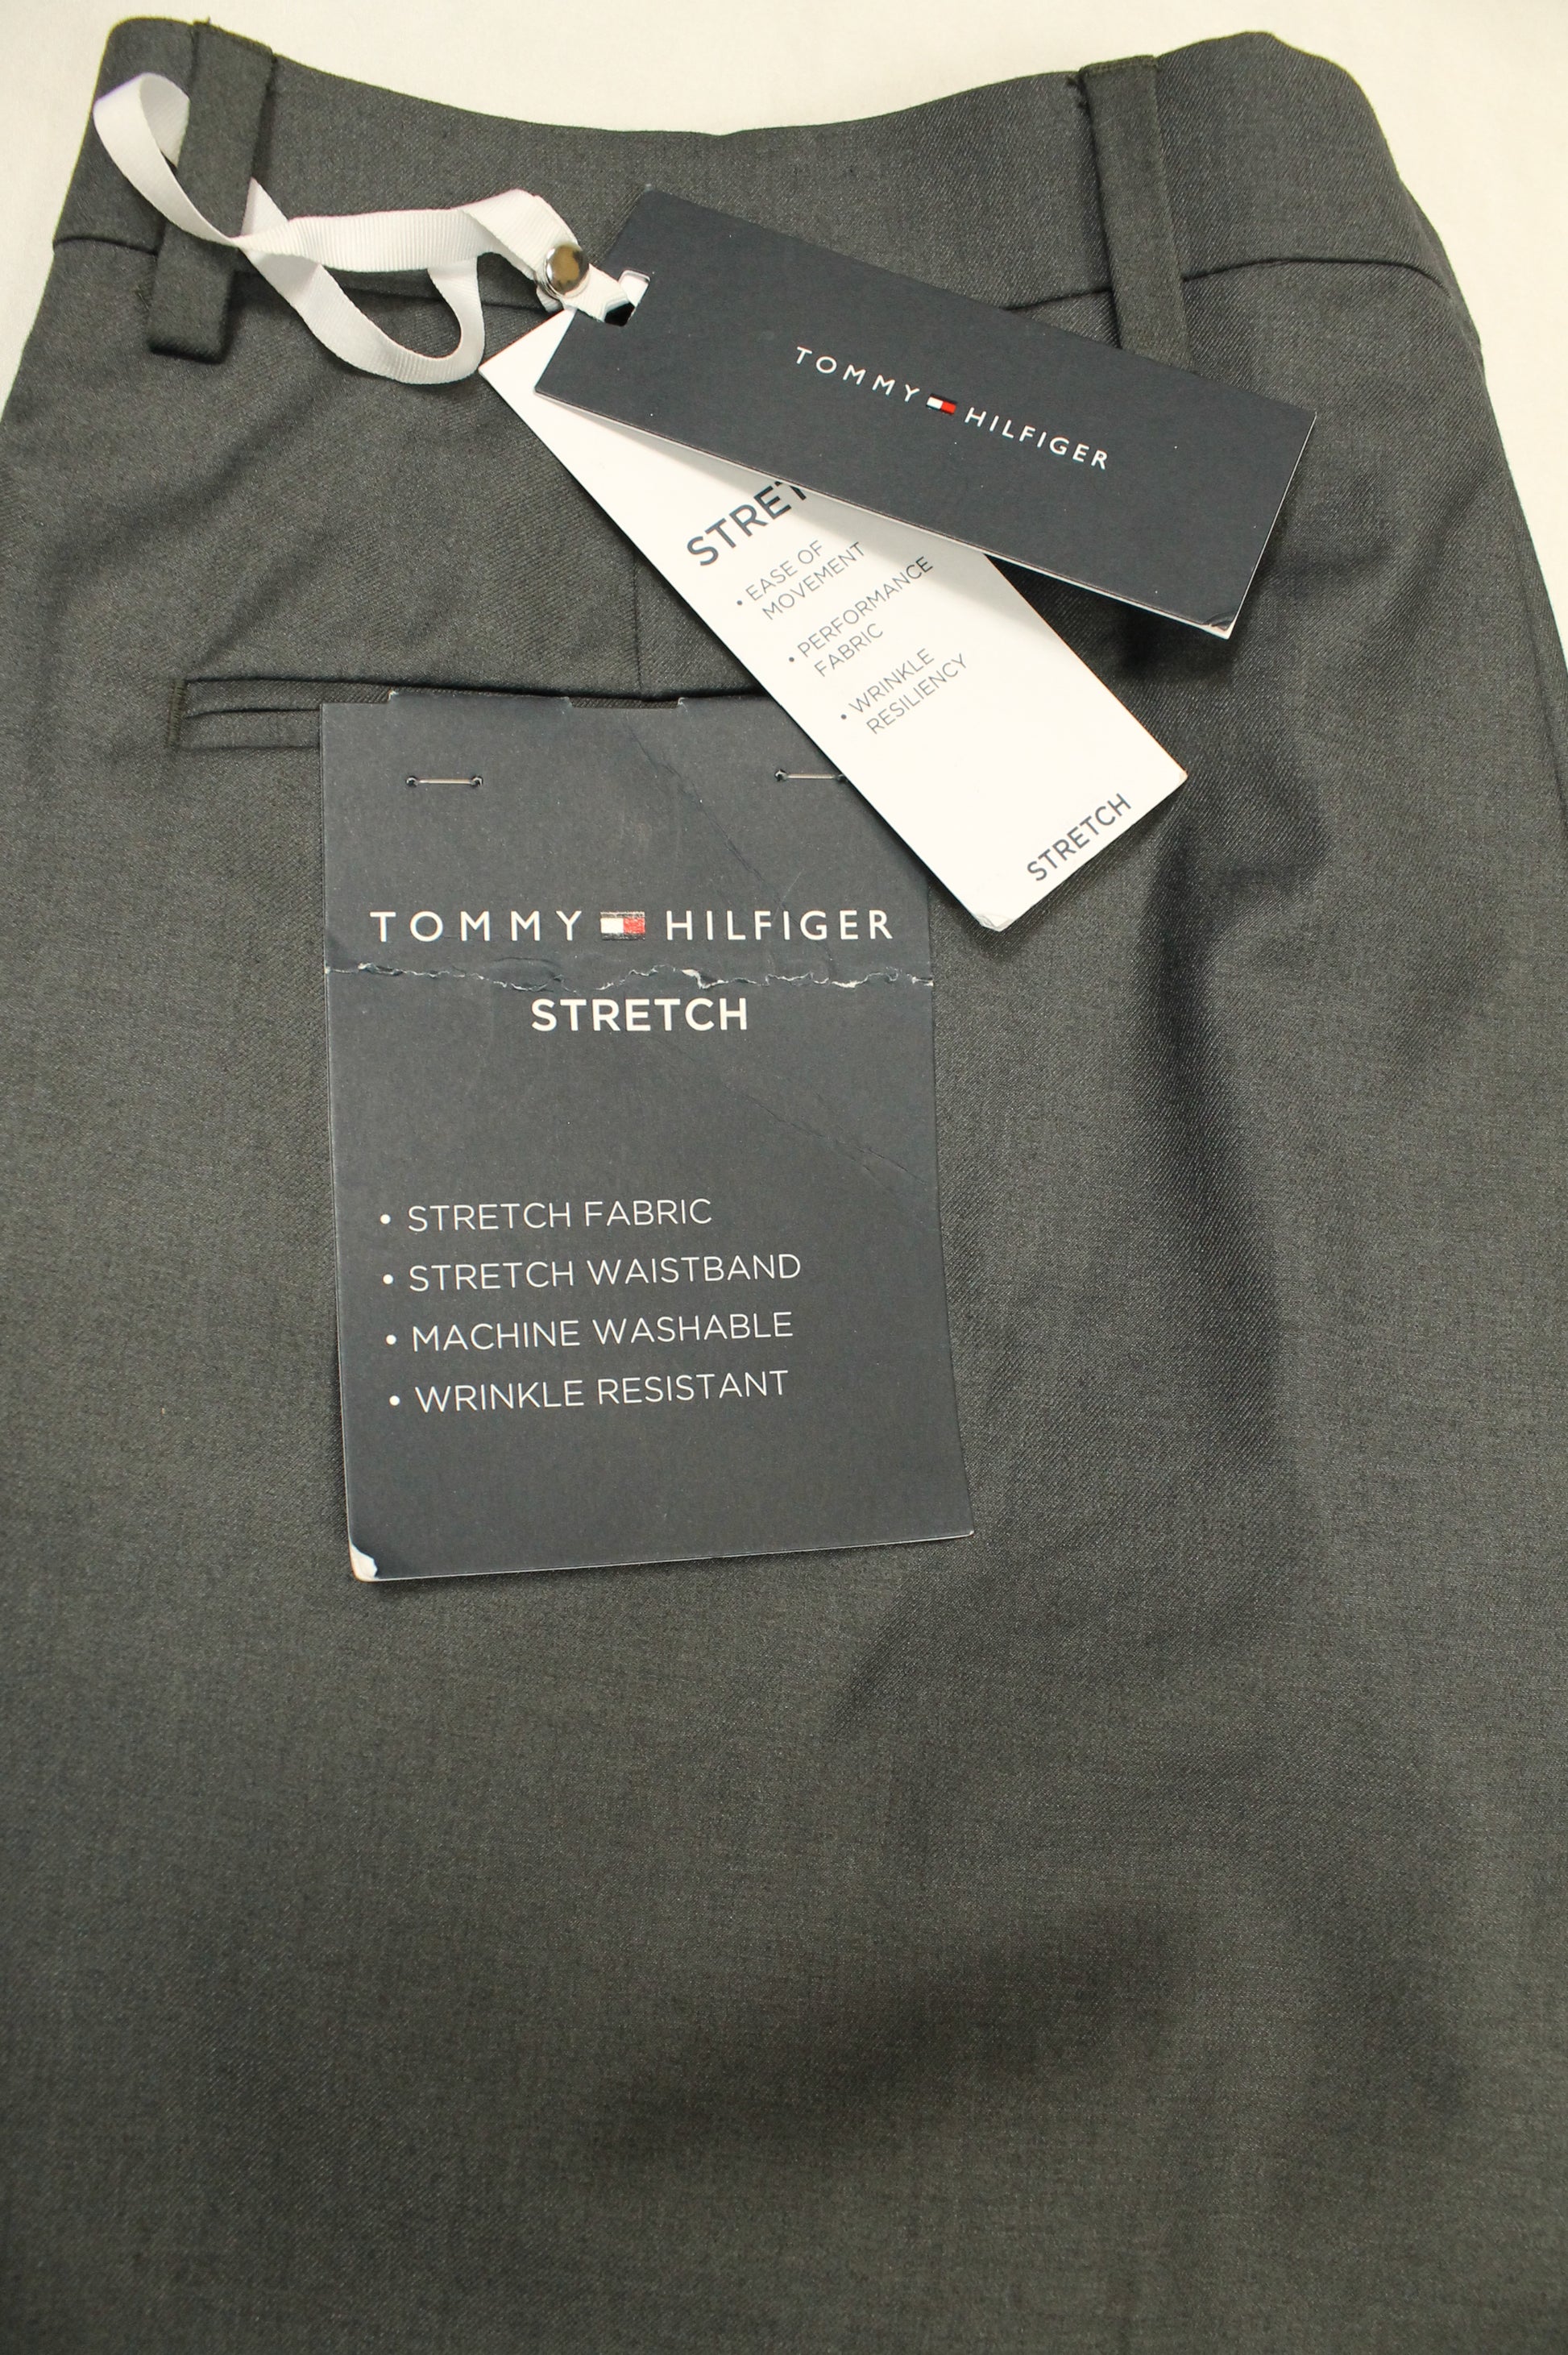 TOMMY HILFIGER
STRET
• EASE OF
MOVEMENT
• PERFORMANCE
FABRIC
• WRINKLE
RESILIENCY
STRETCH
TOMMY HILFIGER
STRETCH
• STRETCH FABRIC
• STRETCH WAISTBAND
• MACHINE WASHABLE
• WRINKLE RESISTANT